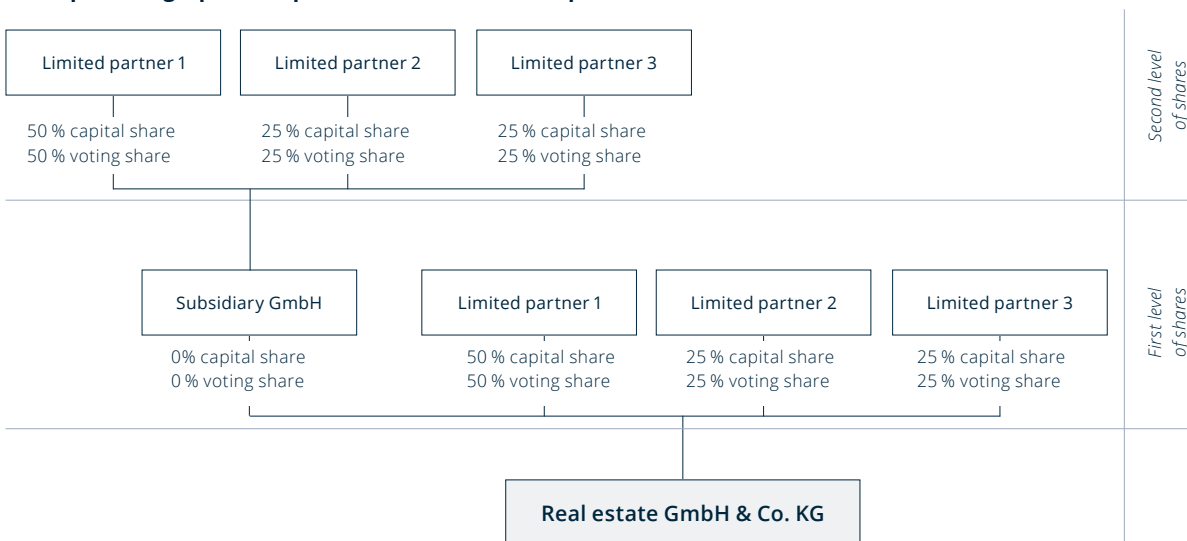 Limited partner 1
Limited partner 2
Limited partner 3
50 % capital share
50 % voting share
25 % capital share
25 % voting share
25 % capital share
25 % voting share
Second level
of shares
Subsidiary GmbH
Limited partner 1
Limited partner 2
Limited partner 3
0% capital share
0 % voting share
50 % capital share
50 % voting share
25 % capital share
25 % voting share
25 % capital share
25 % voting share
First level
of shares
Real estate GmbH & Co. KG